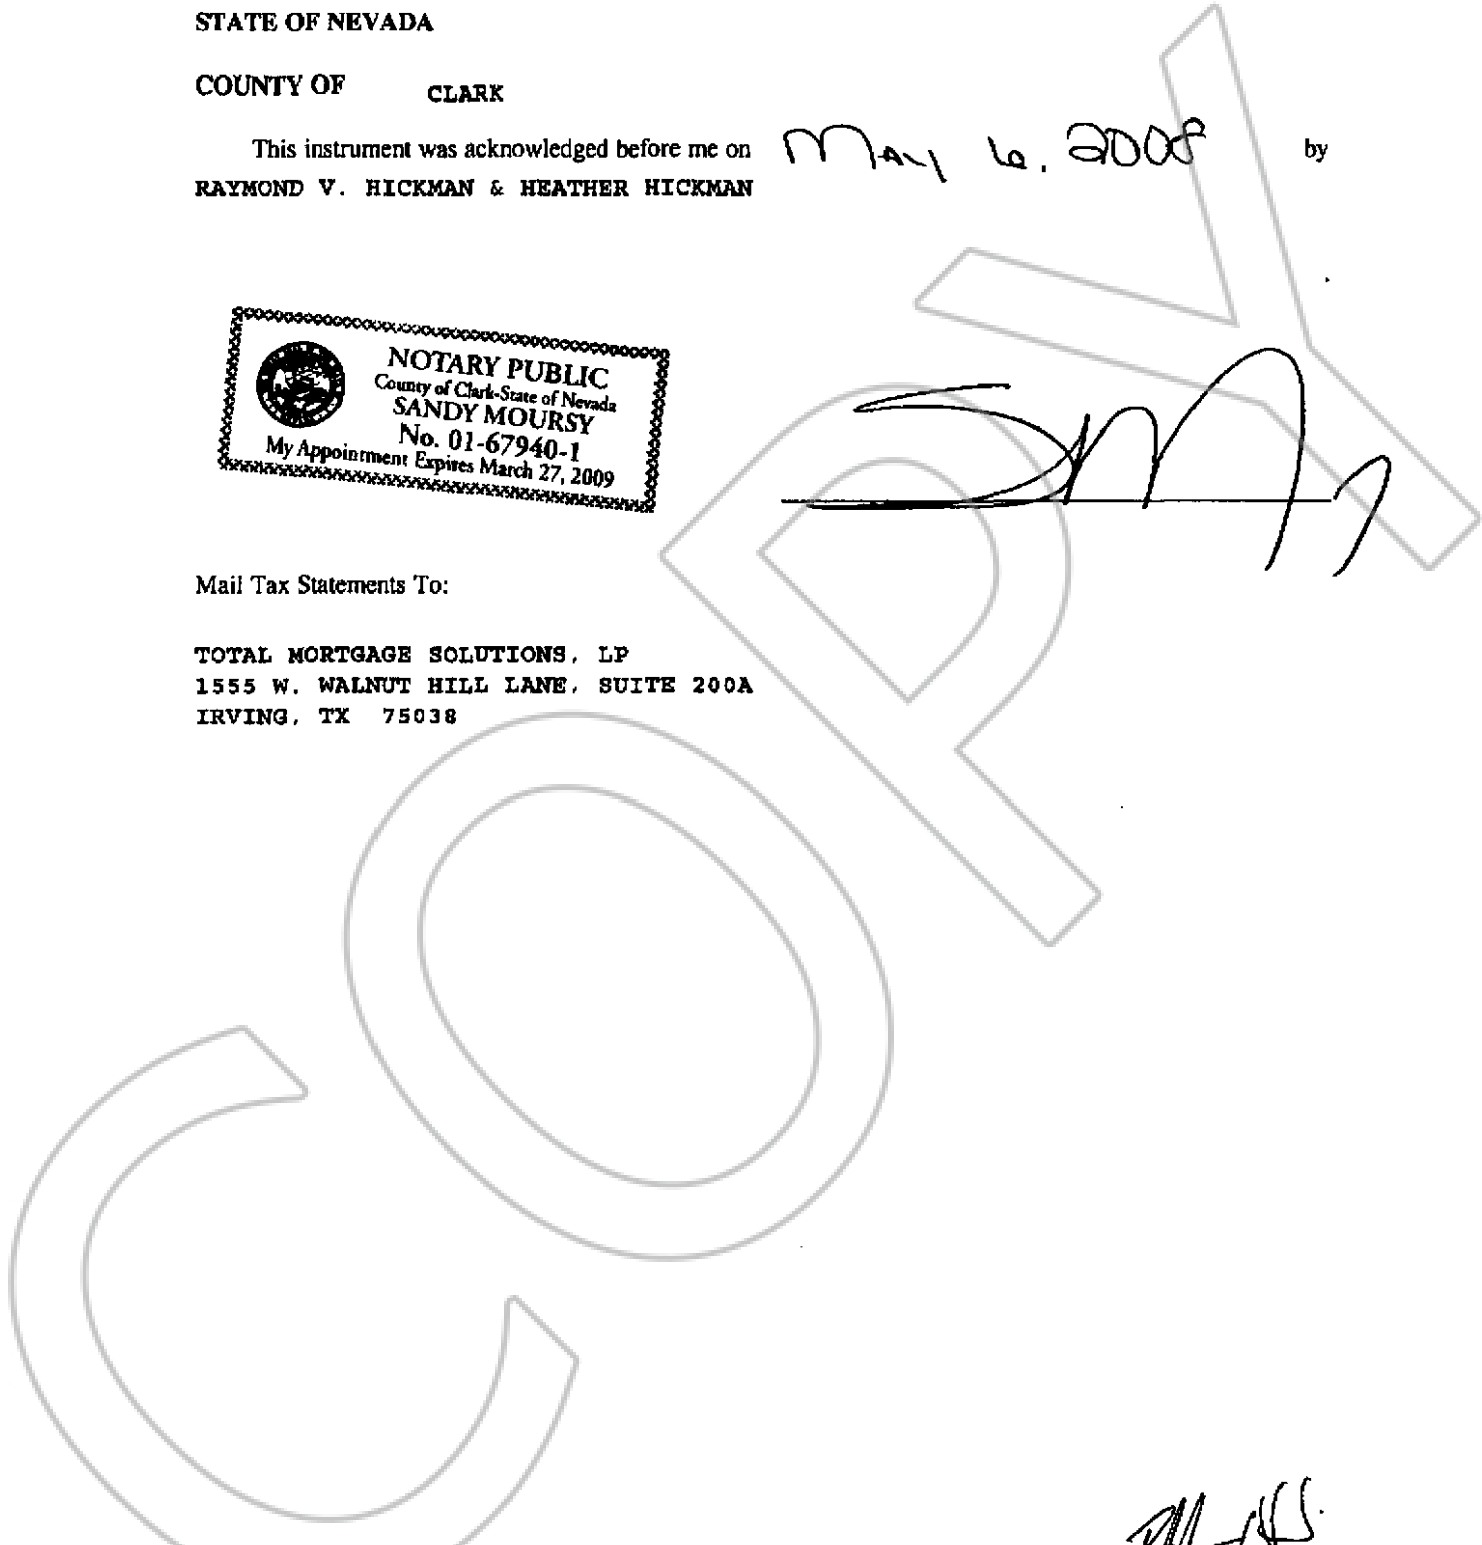 STATE OF NEVADA
COUNTY OF CLARK
This instrument was acknowledged before me on May 6, 2008 by
RAYMOND V. HICKMAN & HEATHER HICKMAN
NOTARY PUBLIC
County of Clark-State of Nevada
SANDY MOURSY
No. 01-67940-1
My Appointment Expires March 27, 2009
Mail Tax Statements To:
TOTAL MORTGAGE SOLUTIONS, LP
1555 W. WALNUT HILL LANE, SUITE 200A
IRVING, TX 75038
COPY